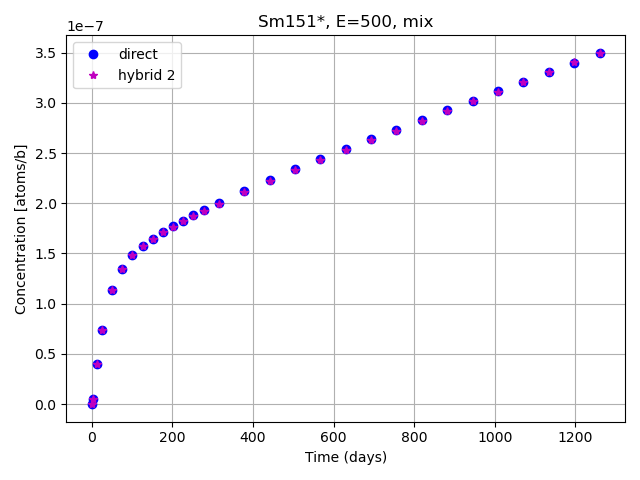 Sm151*, E=500, mix
1e−7
direct
hybrid 2
3.5
3.0
2.5
2.0
1.5
1.0
0.5
0.0
Concentration [atoms/b]
0 200 400 600 800 1000 1200
Time (days)